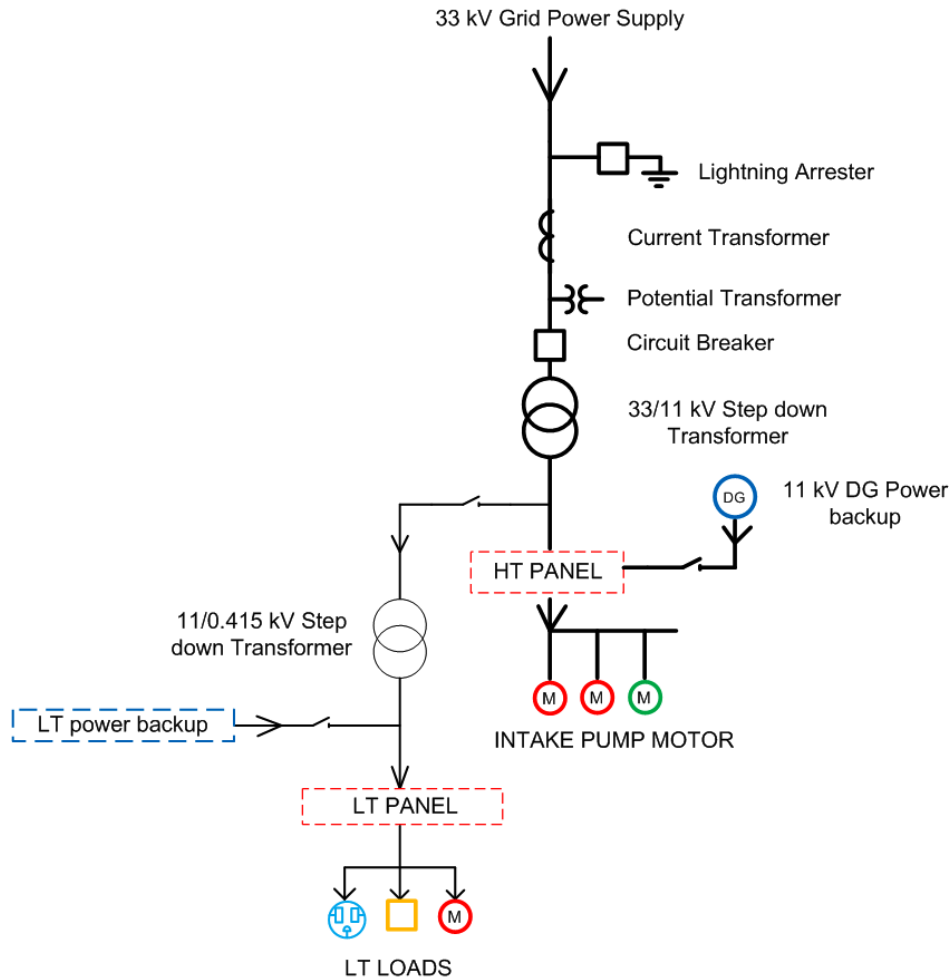 33 kV Grid Power Supply
Lightning Arrester
Current Transformer
Potential Transformer
Circuit Breaker
33/11 kV Step down
Transformer
DG
11 kV DG Power
backup
HT PANEL
11/0.415 kV Step
down Transformer
M
M
M
LT power backup
INTAKE PUMP MOTOR
LT PANEL
M
LT LOADS